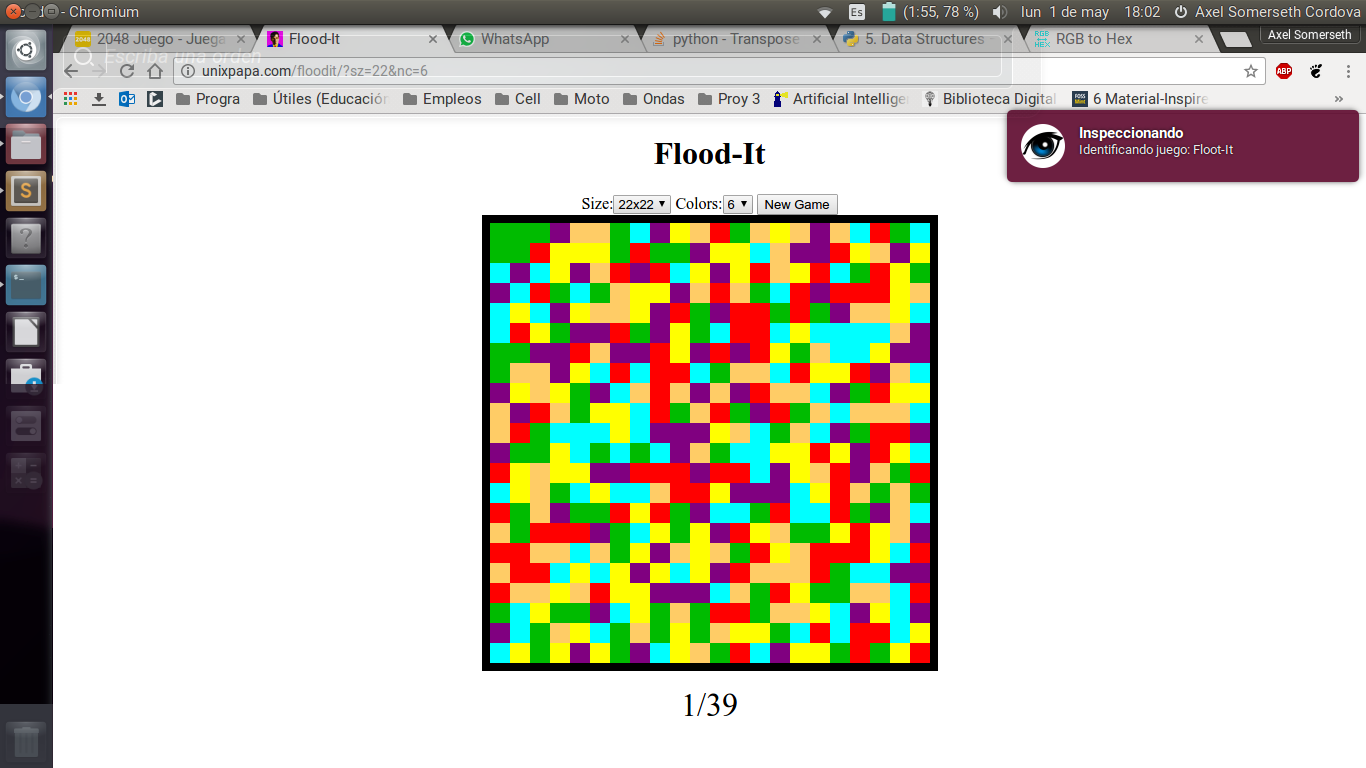 - Chromium
Es
(1:55, 78 %)
lun 1 de may
18:02
Axel Somerseth Cordova
2048 Juego - Juega
Flood-It
WhatsApp
python - Transpose
5. Data Structures
RGB to Hex
Axel Somerseth
Escriba una orden
unixpapa.com/floodit/?sz=22&nc=6
ABP
Progra
Útiles (Educación
Empleos
Cell
Moto
Ondas
Proy 3
Artificial Intellige
Biblioteca Digital
6 Material-Inspire
»
Inspeccionando
Identificando juego: Floot-It
Flood-It
Size:
22x22
Colors:
6
New Game
1/39